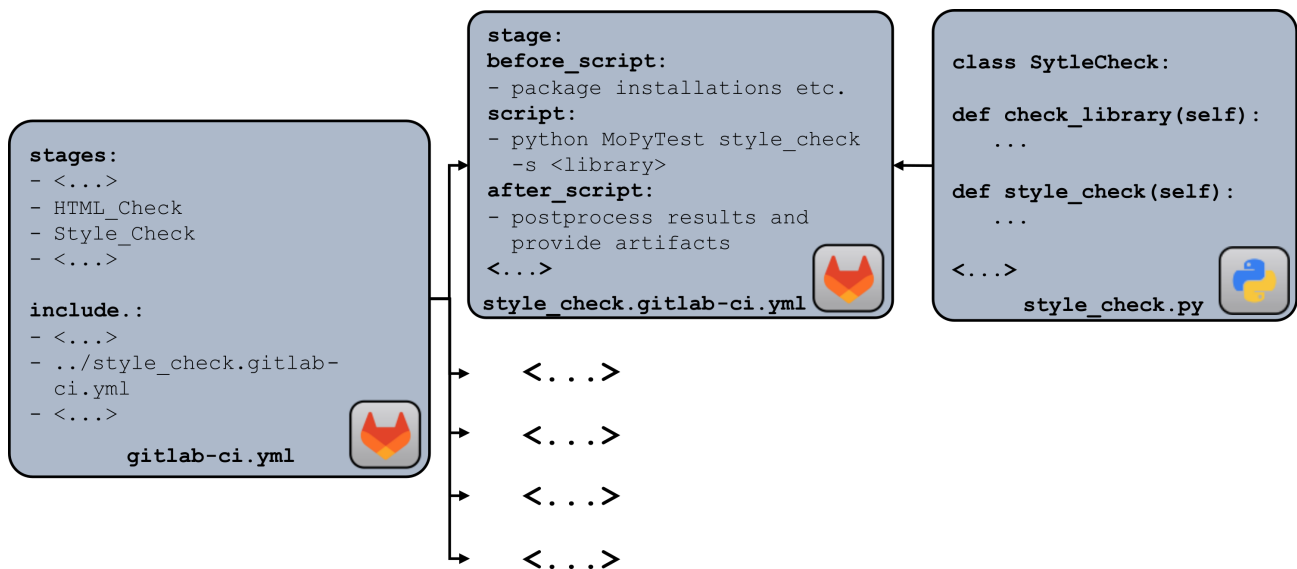 stages:
- <...>
- HTML_Check
- Style_Check
- <...>
include.:
- <...>
- ../style_check.gitlab-
ci.yml
- <...>
gitlab-ci.yml
stage:
before_script:
- package installations etc.
script:
- python MoPyTest style_check
-s <library>
after_script:
- postprocess results and
provide artifacts
<...>
style_check.gitlab-ci.yml
<...>
<...>
<...>
<...>
class SytleCheck:
def check_library(self):
...
def style_check(self):
...
<...>
style_check.py